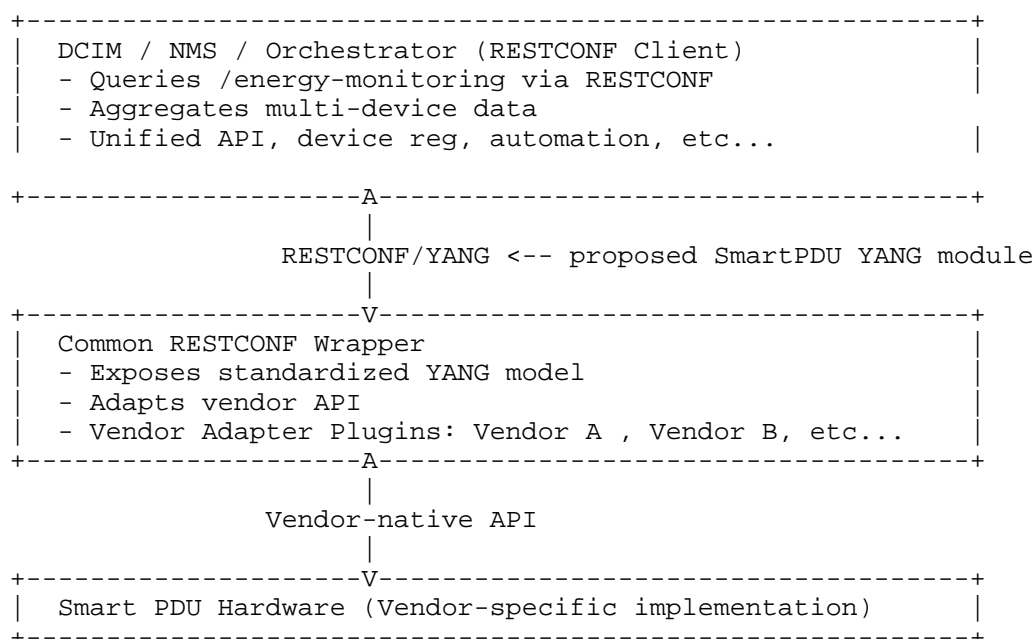 +------------------------------------------------------------+
|  DCIM / NMS / Orchestrator (RESTCONF Client)               |
|  - Queries /energy-monitoring via RESTCONF                 |
|  - Aggregates multi-device data
|  - Unified API, device reg, automation, etc...             |
+----------------------A-------------------------------------+
|
RESTCONF/YANG <-- proposed SmartPDU YANG module
|
+----------------------V-------------------------------------+
|  Common RESTCONF Wrapper                                   |
|  - Exposes standardized YANG model                         |
|  - Adapts vendor API                                       |
|  - Vendor Adapter Plugins: Vendor A , Vendor B, etc...     |
+----------------------A-------------------------------------+
|
Vendor-native API
|
+----------------------V-------------------------------------+
|  Smart PDU Hardware (Vendor-specific implementation)       |
+------------------------------------------------------------+